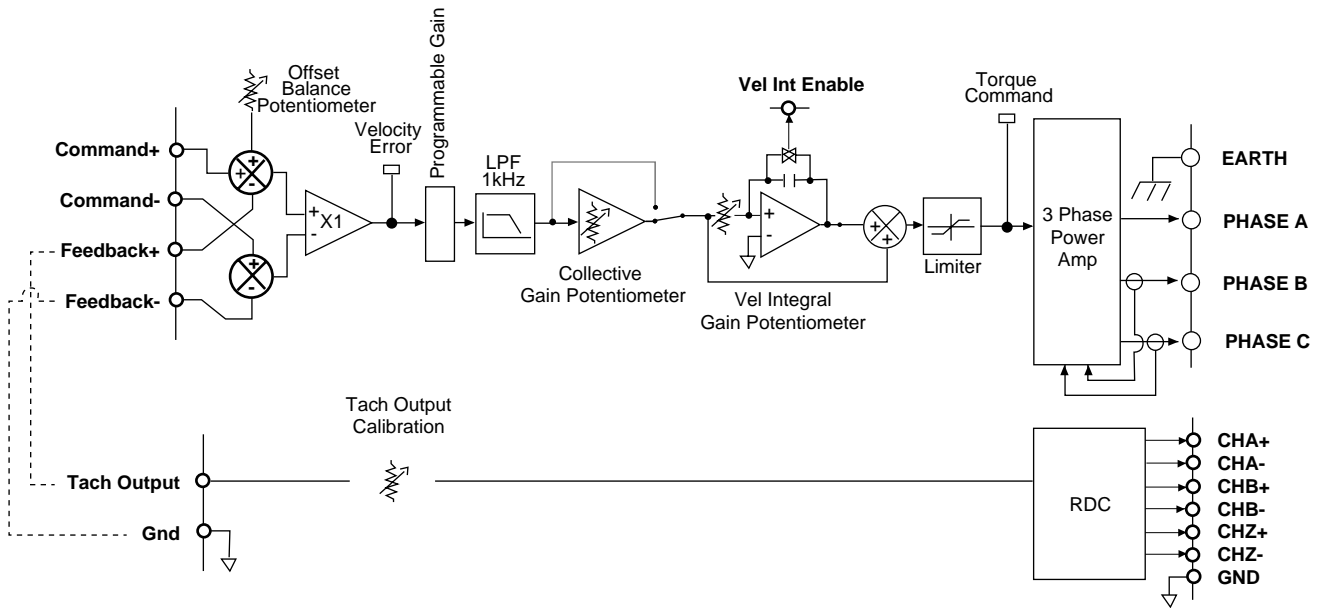 Offset
Balance
Potentiometer
Command+
Command-
Feedback+
Feedback-
+
+
-
+
-
+
-
X1
Velocity
Error
Programmable Gain
LPF
1kHz
Collective
Gain Potentiometer
Vel Int Enable
+
-
Vel Integral
Gain Potentiometer
+
+
Limiter
Torque
Command
3 Phase
Power
Amp
EARTH
PHASE A
PHASE B
PHASE C
Tach Output
Calibration
Tach Output
Gnd
RDC
CHA+
CHA-
CHB+
CHB-
CHZ+
CHZ-
GND